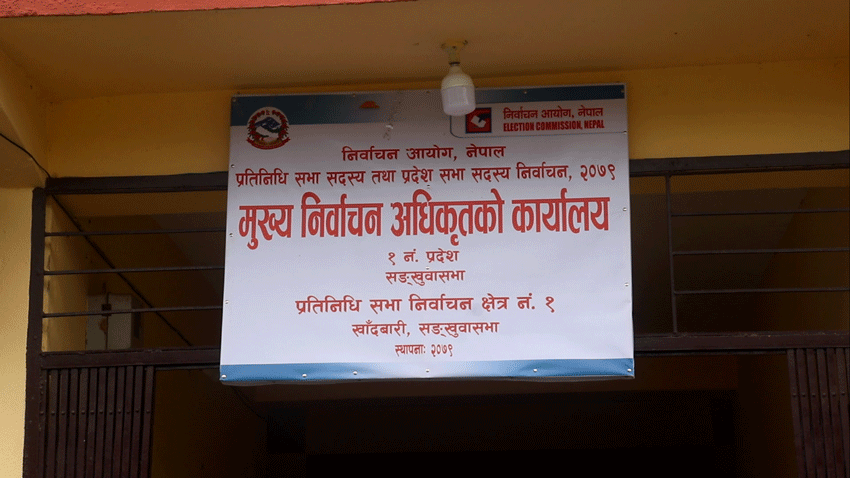 निर्वाचन आयोग, नेपाल
ELECTION COMMISSION, NEPAL
निर्वाचन आयोग, नेपाल
प्रतिनिधि सभा सदस्य तथा प्रदेश सभा सदस्य निर्वाचन, २०७९
मुख्य निर्वाचन अधिकृतको कार्यालय
१ नं. प्रदेश
सङ्खुवासभा
प्रतिनिधि सभा निर्वाचन क्षेत्र नं. १
खाँदबारी, सङ्खुवासभा
स्थापनाः २०७९